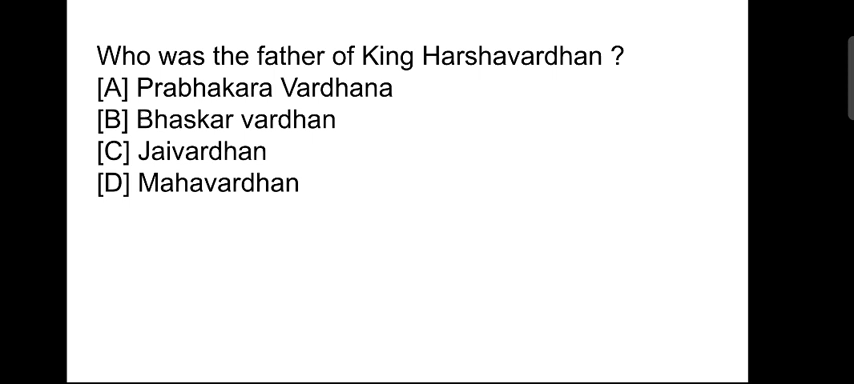 Who was the father of King Harshavardhan ?
[A] Prabhakara Vardhana
[B] Bhaskar vardhan
[C] Jaivardhan
[D] Mahavardhan